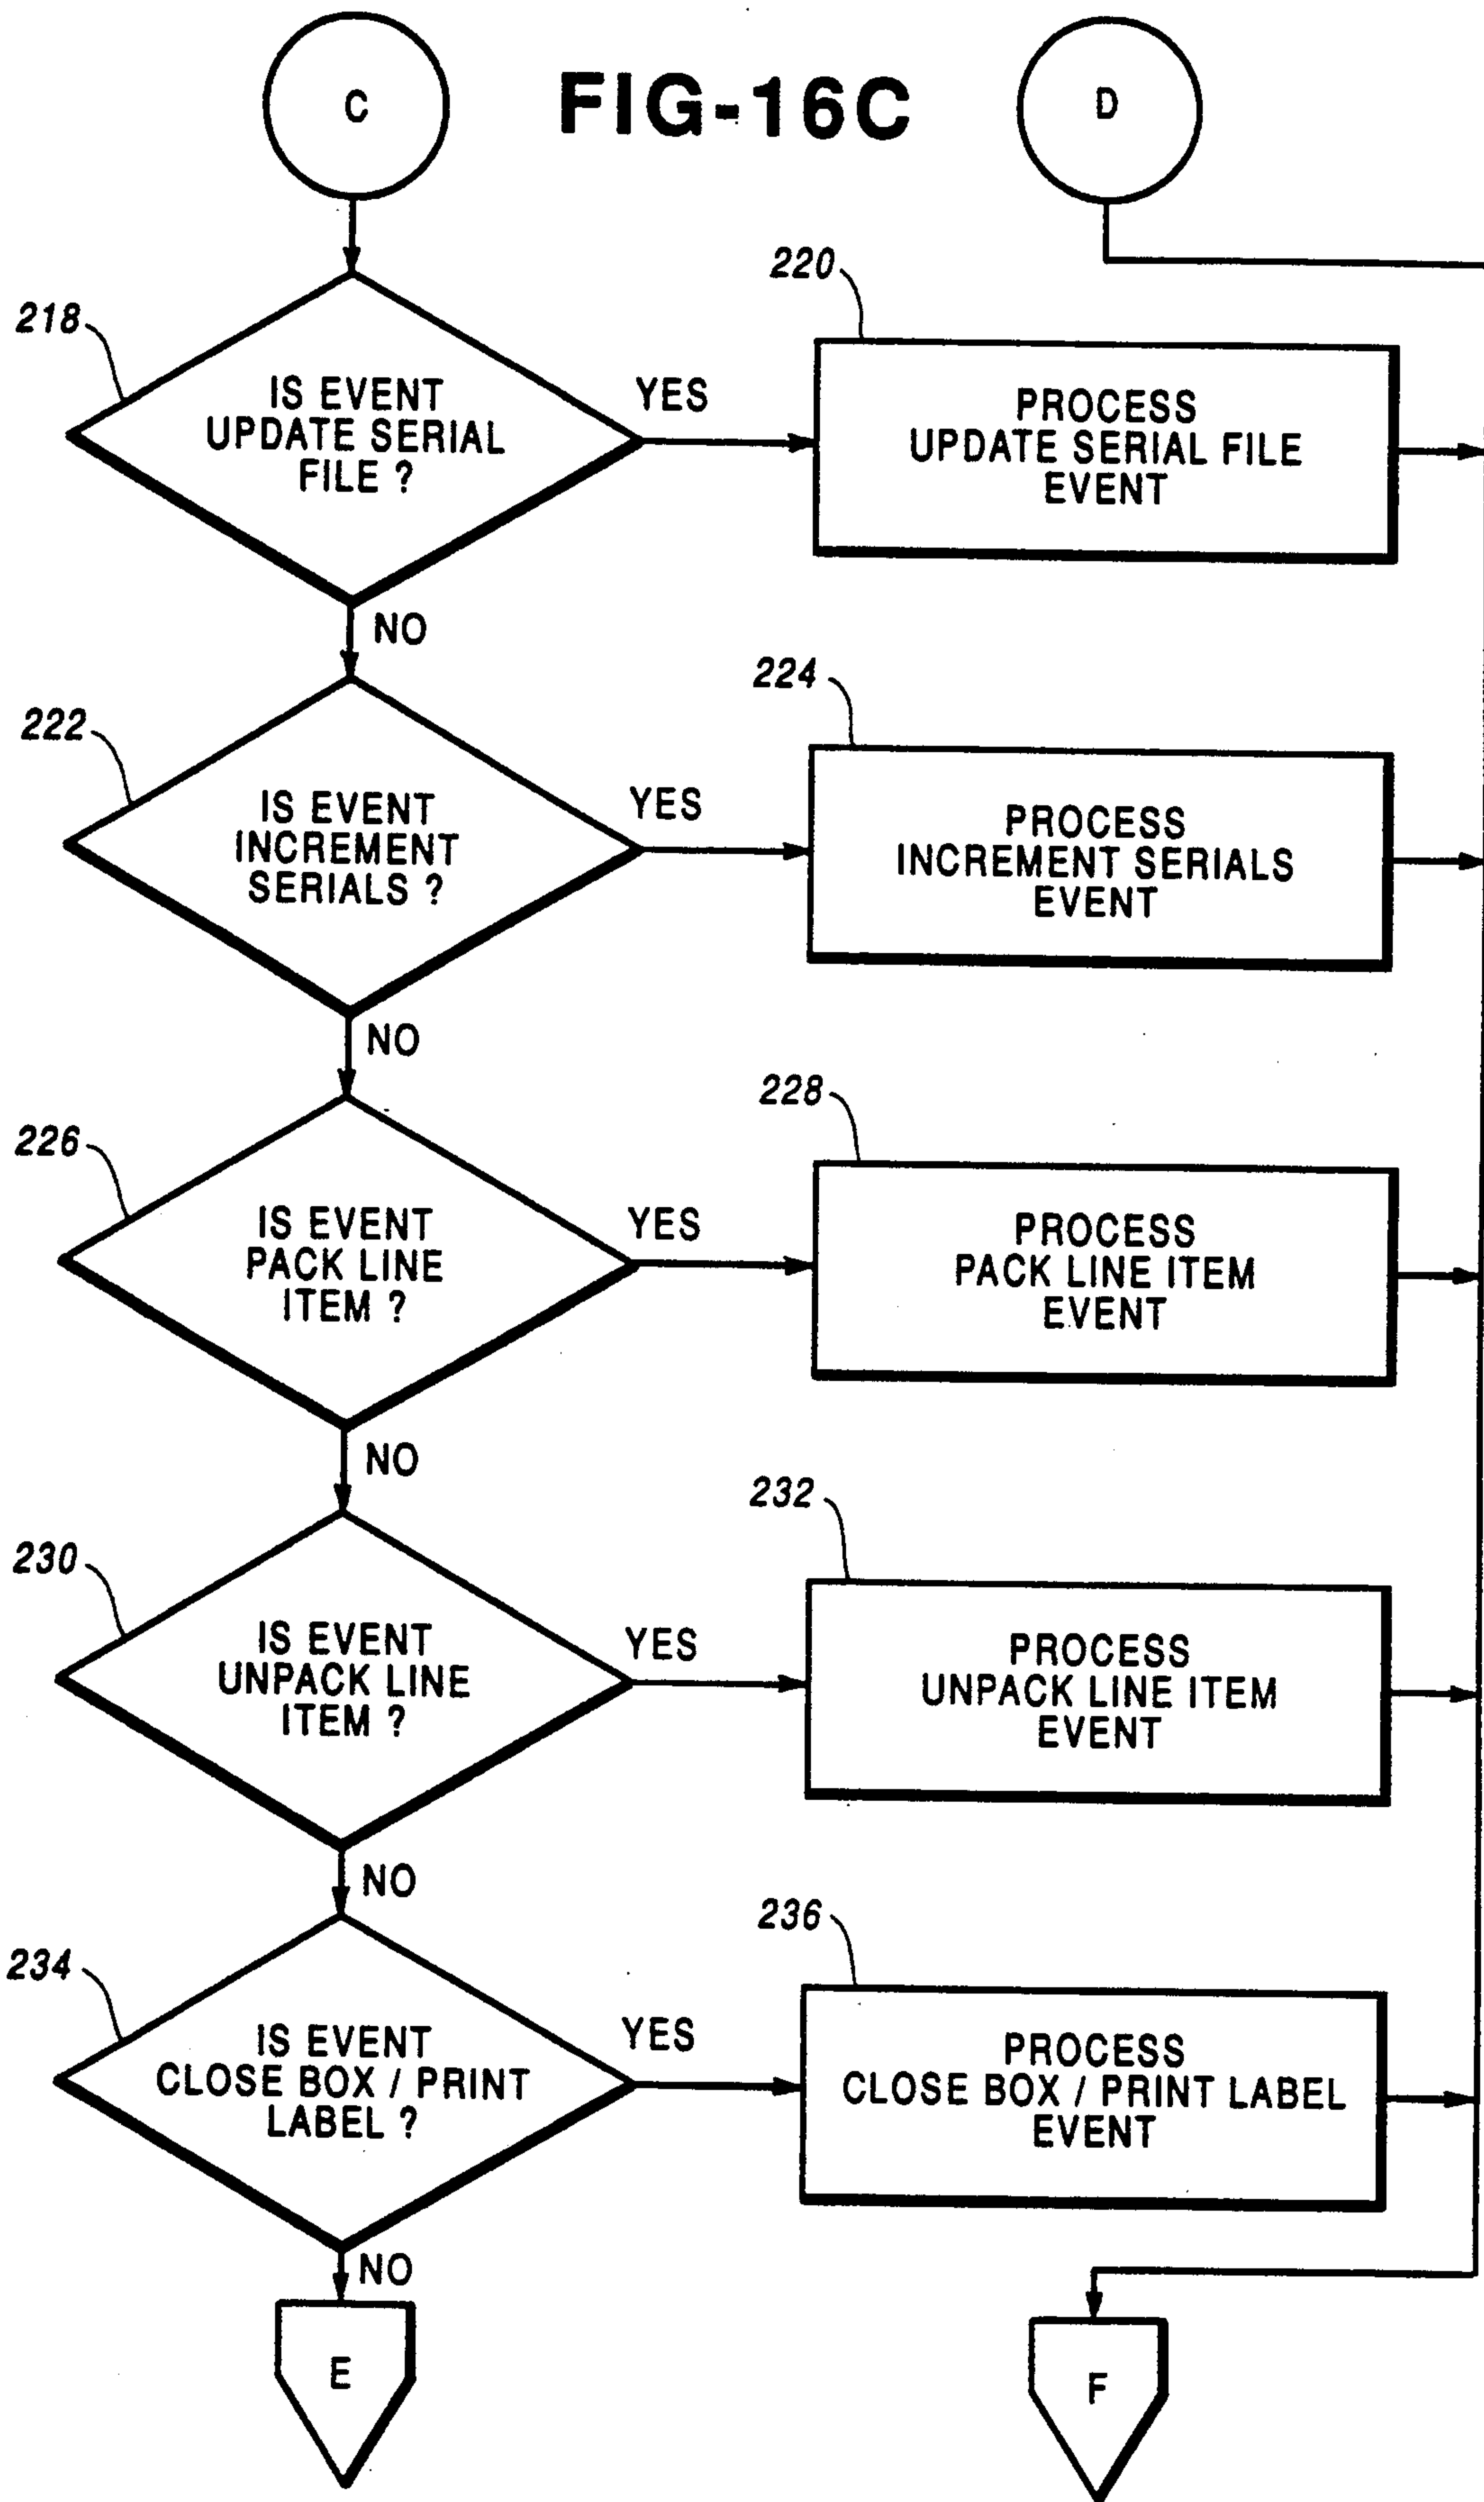 C
FIG-16C
D
218
IS EVENT
UPDATE SERIAL
FILE ?
YES
220
PROCESS
UPDATE SERIAL FILE
EVENT
NO
222
IS EVENT
INCREMENT
SERIALS ?
YES
224
PROCESS
INCREMENT SERIALS
EVENT
NO
226
IS EVENT
PACK LINE
ITEM ?
YES
228
PROCESS
PACK LINE ITEM
EVENT
NO
230
IS EVENT
UNPACK LINE
ITEM ?
YES
232
PROCESS
UNPACK LINE ITEM
EVENT
NO
234
IS EVENT
CLOSE BOX / PRINT
LABEL ?
YES
236
PROCESS
CLOSE BOX / PRINT LABEL
EVENT
NO
E
F